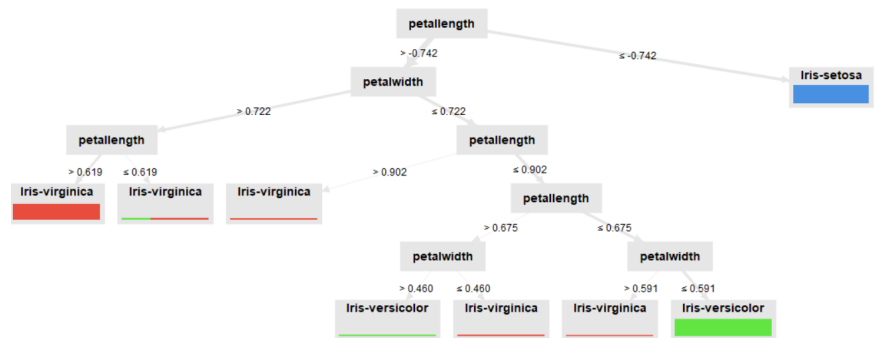 petallength
> -0.742
≤ -0.742
petalwidth
Iris-setosa
> 0.722
≤ 0.722
petallength
petallength
> 0.619
≤ 0.619
> 0.902
≤ 0.902
Iris-virginica
Iris-virginica
Iris-virginica
petallength
> 0.675
≤ 0.675
petalwidth
petalwidth
> 0.460
≤ 0.460
> 0.591
≤ 0.591
Iris-versicolor
Iris-virginica
Iris-virginica
Iris-versicolor